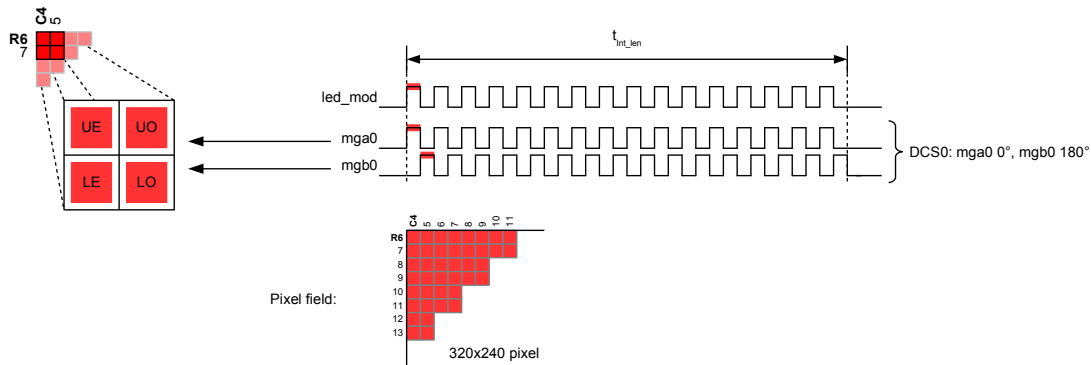 C4
5
R6
7
UE UO
LE LO
t_Int_len
led_mod
mga0
mgb0
DCS0: mga0 0°, mgb0 180°
C4 5 6 7 8 9 10 11
R6
7
8
9
10
11
12
13
Pixel field:
320x240 pixel